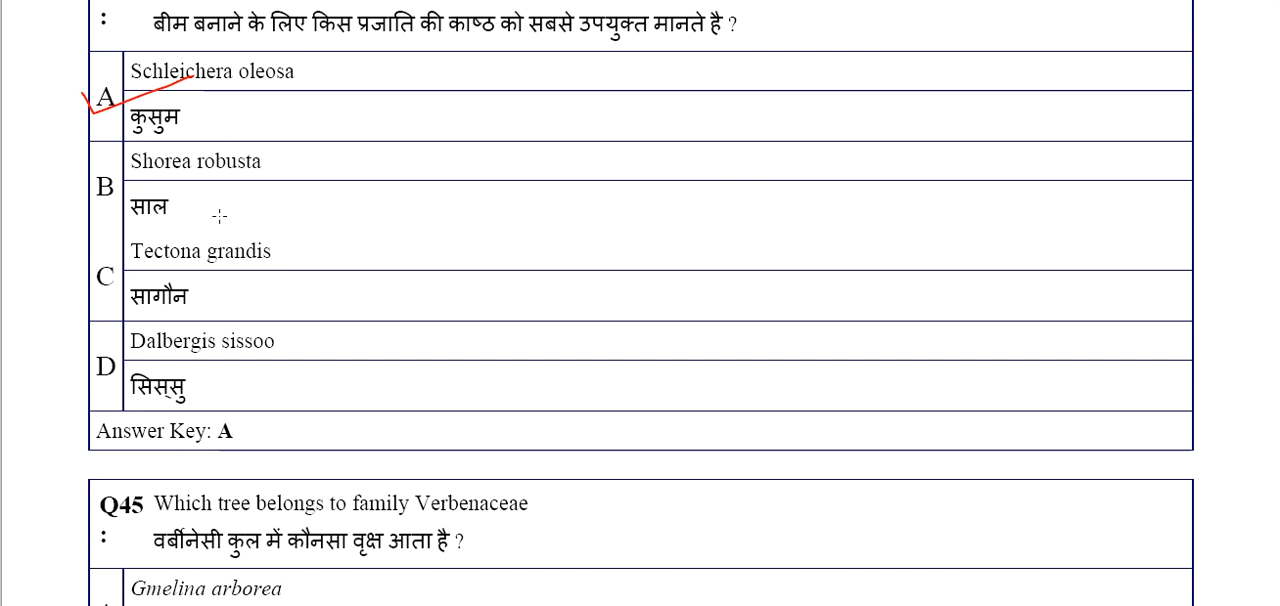 : बीम बनाने के लिए किस प्रजाति की काष्ठ को सबसे उपयुक्त मानते है ?
Schleichera oleosa
A
कुसुम
Shorea robusta
B
साल
Tectona grandis
C
सागौन
Dalbergis sissoo
D
सिस्सु
Answer Key: A
Q45 Which tree belongs to family Verbenaceae
: वर्बीनेसी कुल में कौनसा वृक्ष आता है ?
Gmelina arborea